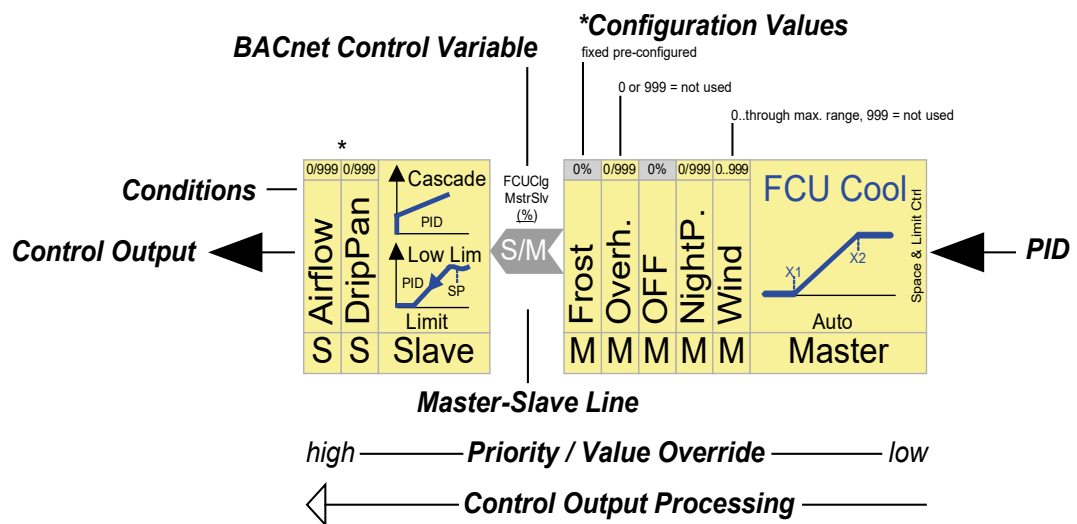 *Configuration Values
BACnet Control Variable
fixed pre-configured
0 or 999 = not used
0..through max. range, 999 = not used
*
Conditions
Control Output
0/999
0/999
Airflow
DripPan
S
S
Cascade
PID
Low Lim
PID
SP
Limit
Slave
FCUClg
MstrSlv
(%)
S/M
0%
0/999
0%
0/999
0..999
Frost
Overh.
OFF
NightP.
Wind
M
M
M
M
M
FCU Cool
X1
X2
Auto
Master
Space & Limit Ctrl
PID
Master-Slave Line
high
Priority / Value Override
low
Control Output Processing